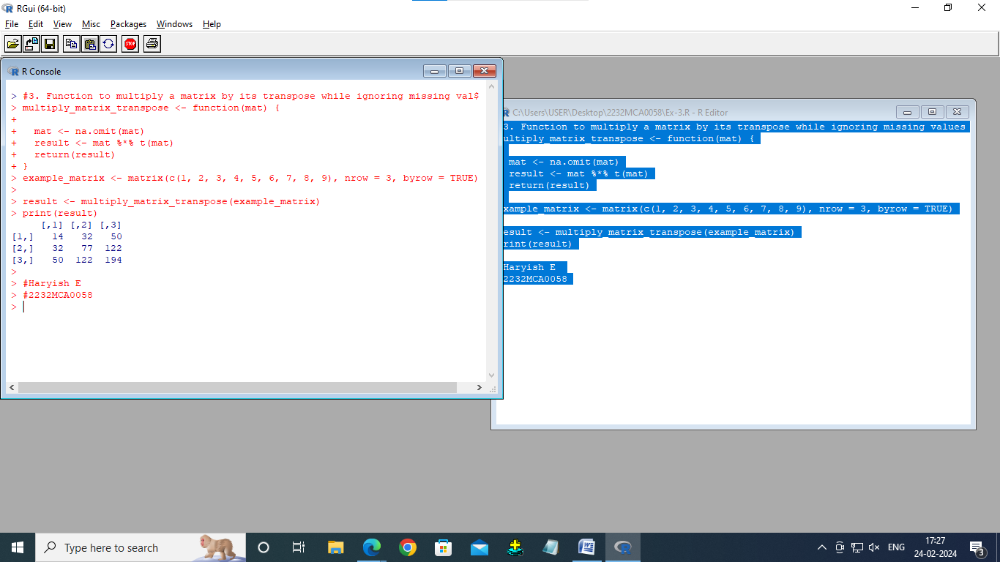 RGui (64-bit)
File Edit View Misc Packages Windows Help
STOP
R Console
> #3. Function to multiply a matrix by its transpose while ignoring missing val$
> multiply_matrix_transpose <- function(mat) {
+
+   mat <- na.omit(mat)
+   result <- mat %*% t(mat)
+   return(result)
+ }
> example_matrix <- matrix(c(1, 2, 3, 4, 5, 6, 7, 8, 9), nrow = 3, byrow = TRUE)
>
> result <- multiply_matrix_transpose(example_matrix)
> print(result)
     [,1] [,2] [,3]
[1,]   14   32   50
[2,]   32   77  122
[3,]   50  122  194
>
> #Haryish E
> #2232MCA0058
>
C:\Users\USER\Desktop\2232MCA0058\Ex-3.R - R Editor
3. Function to multiply a matrix by its transpose while ignoring missing values
ultiply_matrix_transpose <- function(mat) {
mat <- na.omit(mat)
result <- mat %*% t(mat)
return(result)
xample_matrix <- matrix(c(1, 2, 3, 4, 5, 6, 7, 8, 9), nrow = 3, byrow = TRUE)
esult <- multiply_matrix_transpose(example_matrix)
rint(result)
Haryish E
2232MCA0058
Type here to search
ENG
17:27
24-02-2024
3